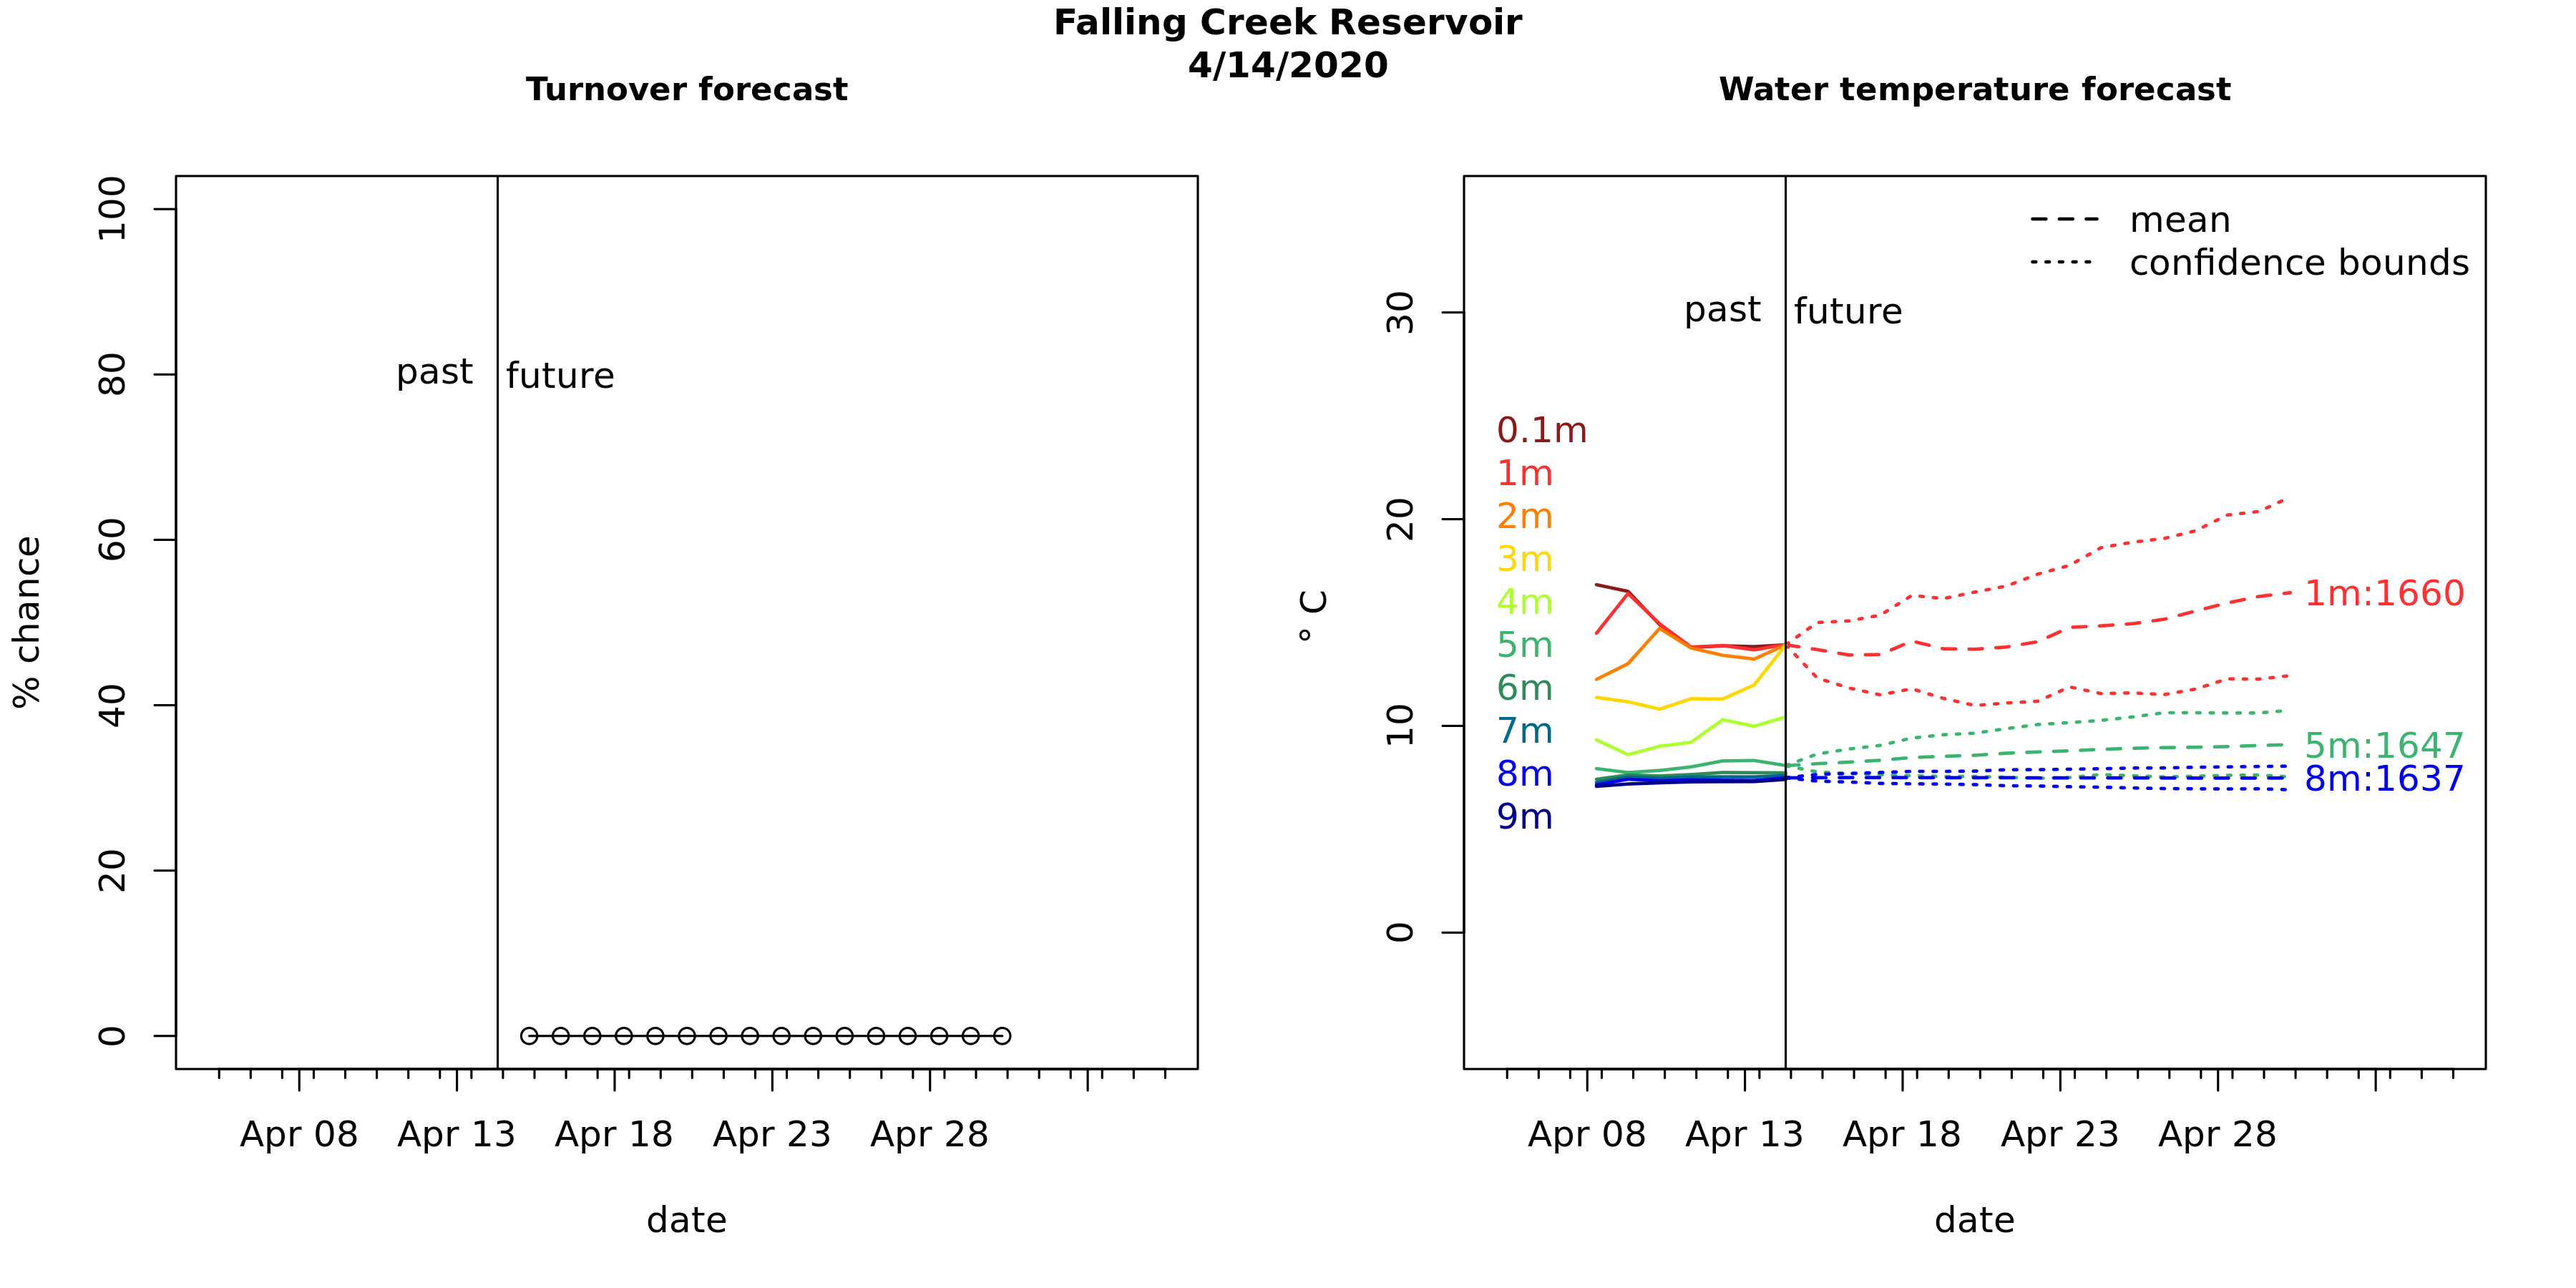 Falling Creek Reservoir
4/14/2020
Turnover forecast
% chance
100
80
60
40
20
0
past
future
Apr 08
Apr 13
Apr 18
Apr 23
Apr 28
date
Water temperature forecast
° C
30
20
10
0
mean
confidence bounds
past
future
0.1m
1m
2m
3m
4m
5m
6m
7m
8m
9m
1m:1660
5m:1647
8m:1637
Apr 08
Apr 13
Apr 18
Apr 23
Apr 28
date